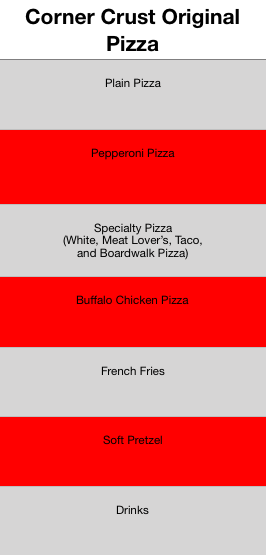 Corner Crust Original
Pizza
Plain Pizza
Pepperoni Pizza
Specialty Pizza
(White, Meat Lover's, Taco,
and Boardwalk Pizza)
Buffalo Chicken Pizza
French Fries
Soft Pretzel
Drinks